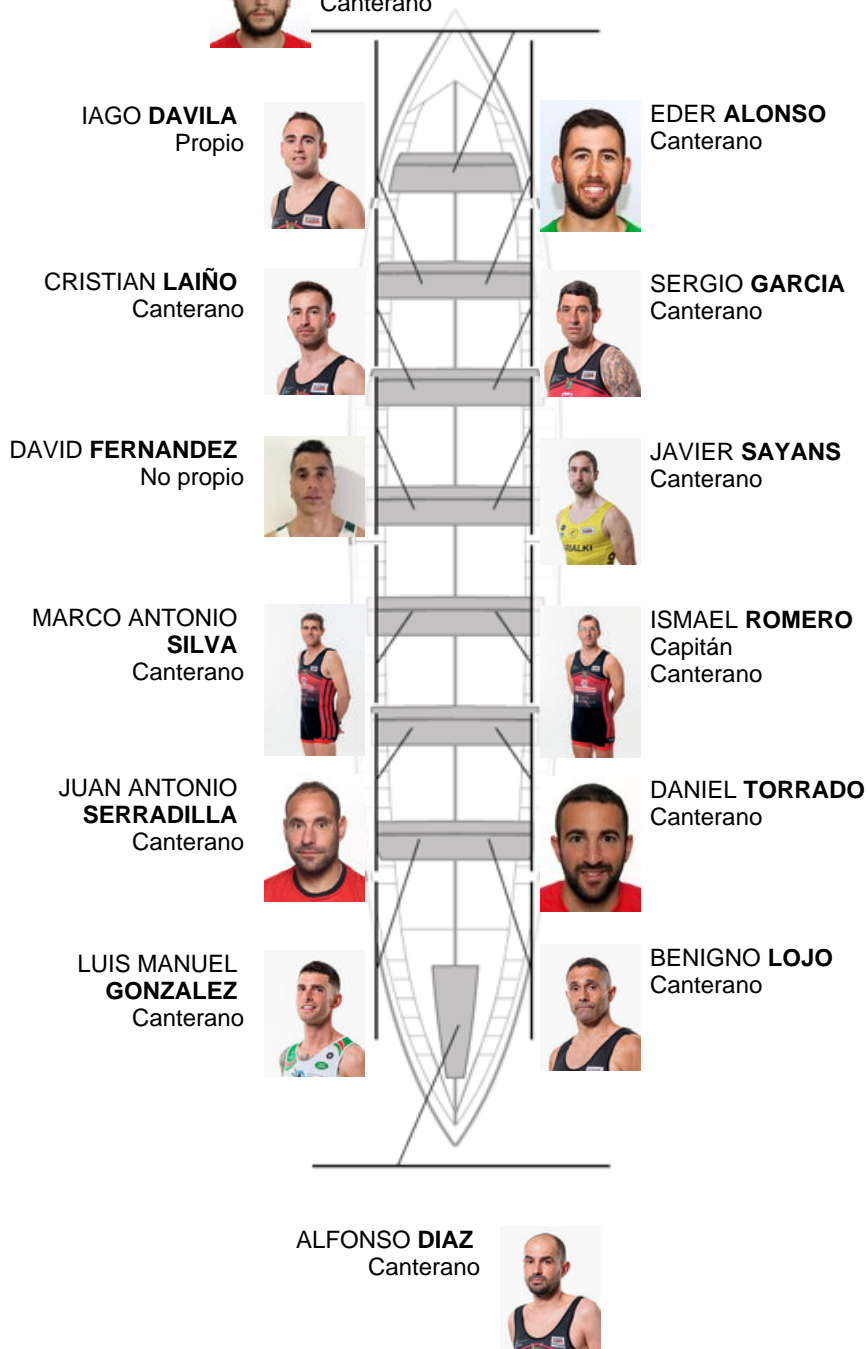 Canterano
IAGO DAVILA
Propio
EDER ALONSO
Canterano
CRISTIAN LAIÑO
Canterano
SERGIO GARCIA
Canterano
DAVID FERNANDEZ
No propio
JAVIER SAYANS
Canterano
RIALKI
MARCO ANTONIO
SILVA
Canterano
ISMAEL ROMERO
Capitán
Canterano
JUAN ANTONIO
SERRADILLA
Canterano
DANIEL TORRADO
Canterano
LUIS MANUEL
GONZALEZ
Canterano
BENIGNO LOJO
Canterano
ALFONSO DIAZ
Canterano